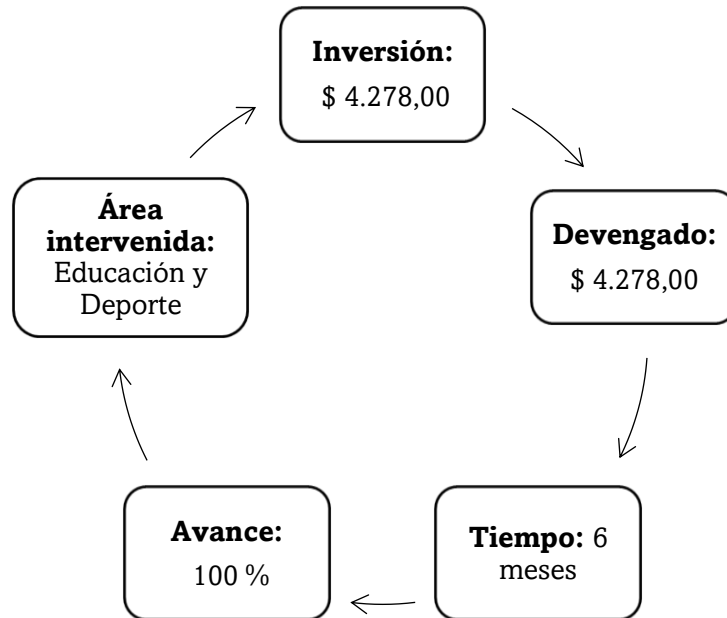 Inversión:
$ 4.278,00
Devengado:
$ 4.278,00
Tiempo: 6
meses
Avance:
100 %
Área
intervenida:
Educación y
Deporte